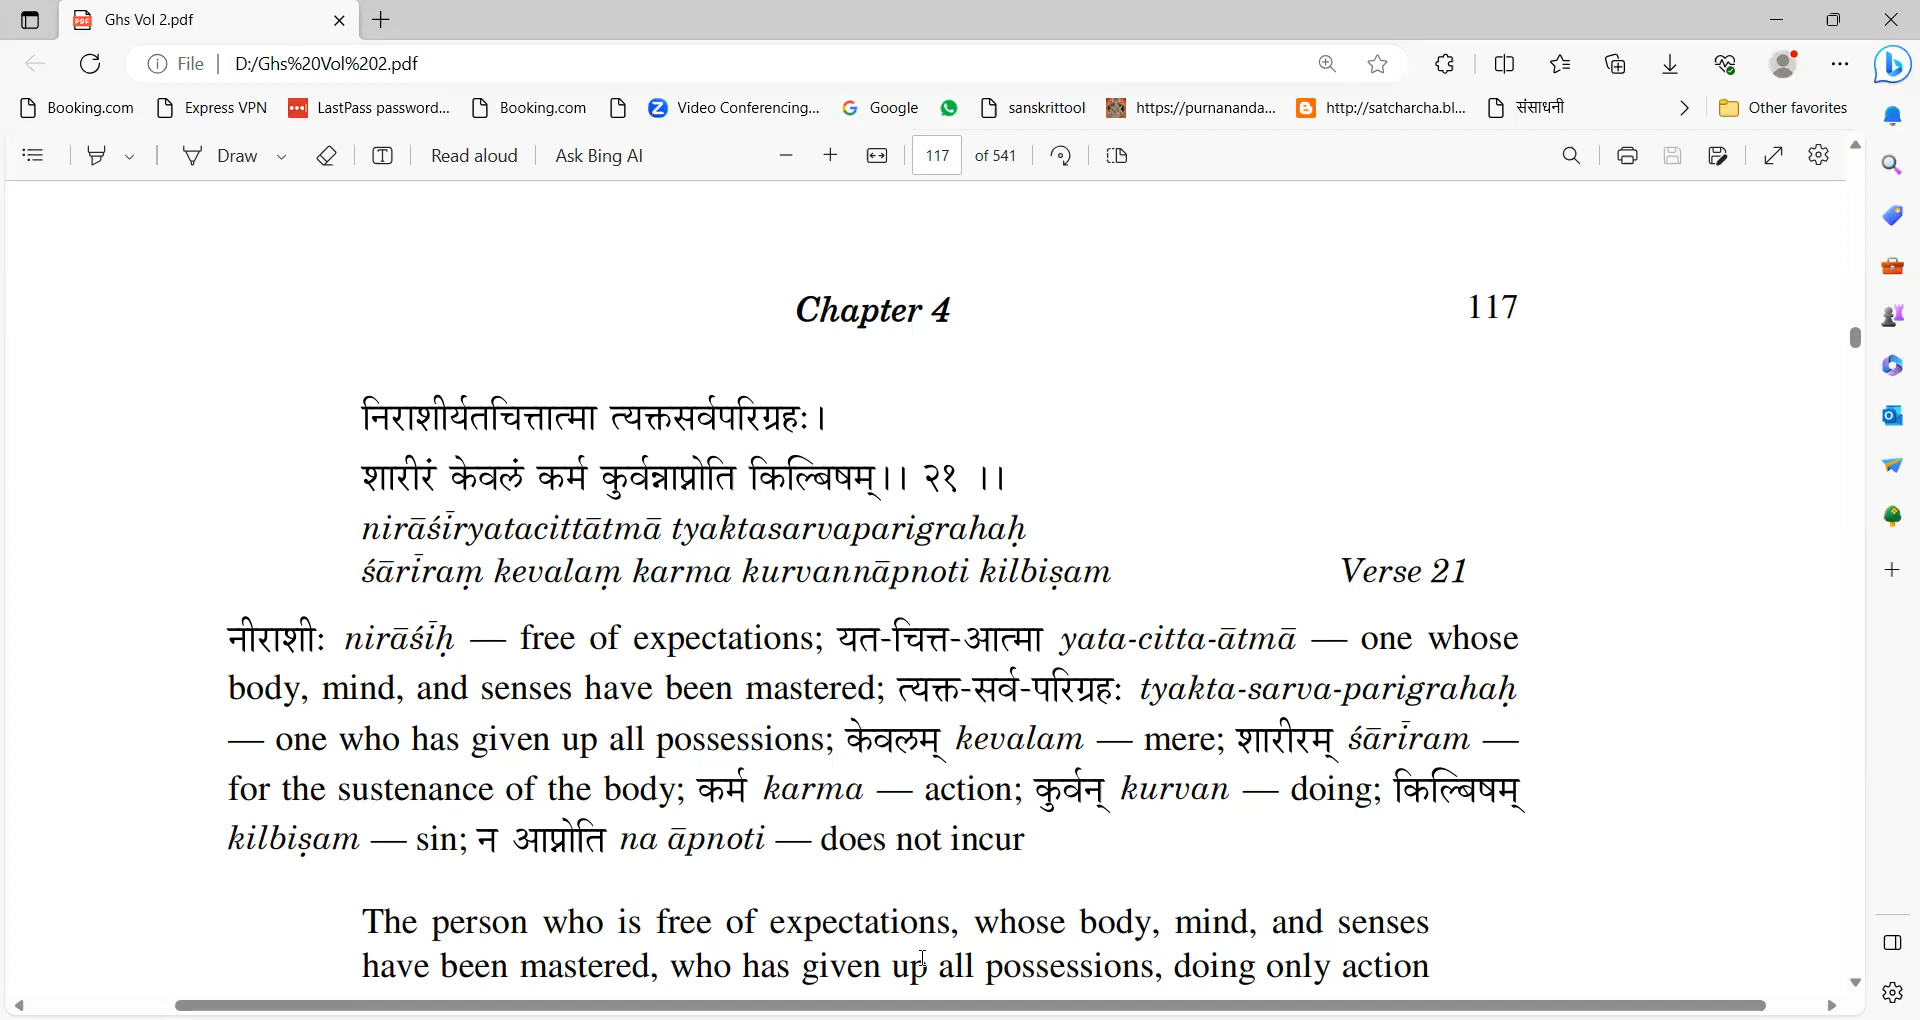 Ghs Vol 2.pdf
File | D:/Ghs%20Vol%202.pdf
Booking.com Express VPN LastPass password... Booking.com Video Conferencing... Google sanskrittool https://purnananda... http://satcharcha.bl... संसाधनी Other favorites
Draw Read aloud Ask Bing AI 117 of 541
Chapter 4 117
निराशीर्यतचित्तात्मा त्यक्तसर्वपरिग्रहः।
शारीरं केवलं कर्म कुर्वन्नाप्नोति किल्बिषम्।। २१ ।।
nirāśīryatacittātmā tyaktasarvaparigrahaḥ
śārīraṃ kevalaṃ karma kurvannāpnoti kilbiṣam Verse 21
नीराशीः nirāśīḥ — free of expectations; यत-चित्त-आत्मा yata-citta-ātmā — one whose
body, mind, and senses have been mastered; त्यक्त-सर्व-परिग्रहः tyakta-sarva-parigrahaḥ
— one who has given up all possessions; केवलम् kevalam — mere; शारीरम् śārīram —
for the sustenance of the body; कर्म karma — action; कुर्वन् kurvan — doing; किल्बिषम्
kilbiṣam — sin; न आप्नोति na āpnoti — does not incur
The person who is free of expectations, whose body, mind, and senses
have been mastered, who has given up all possessions, doing only action